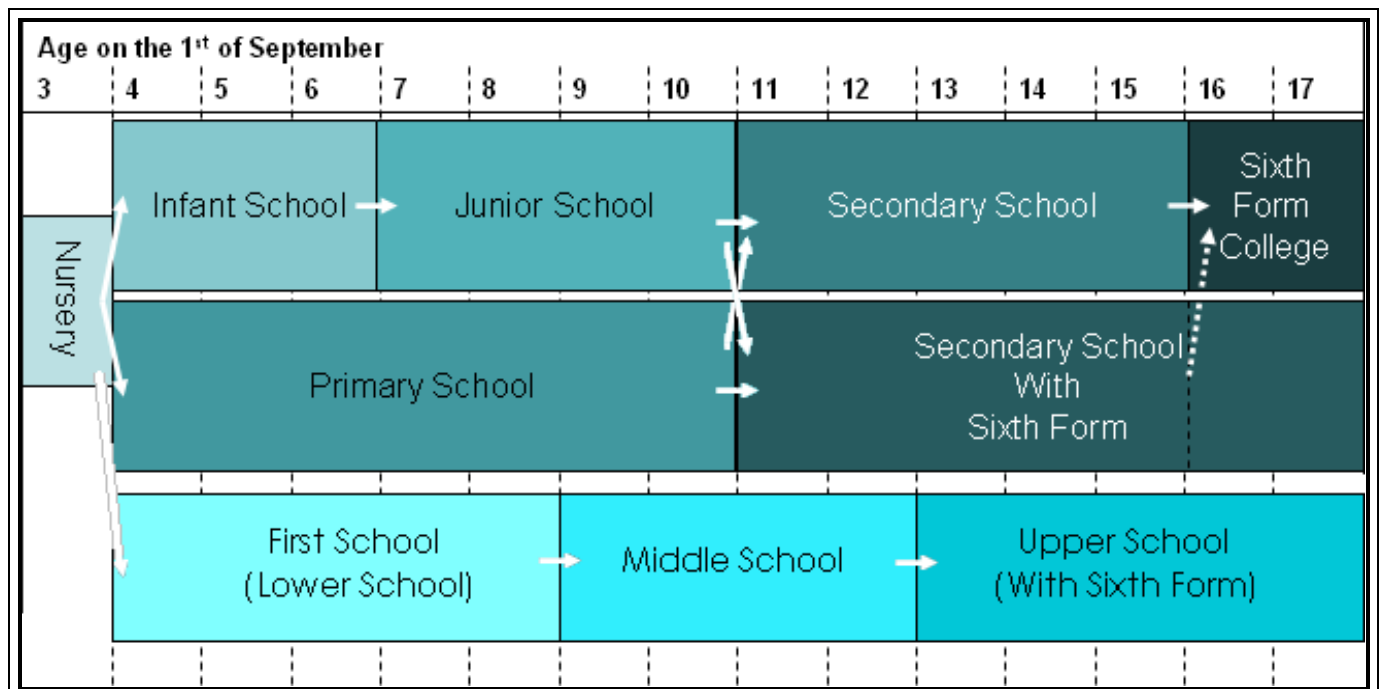 Age on the 1st of September
3 4 5 6 7 8 9 10 11 12 13 14 15 16 17
Nursery
Infant School
Junior School
Secondary School
Sixth
Form
College
Primary School
Secondary School
With
Sixth Form
First School
(Lower School)
Middle School
Upper School
(With Sixth Form)